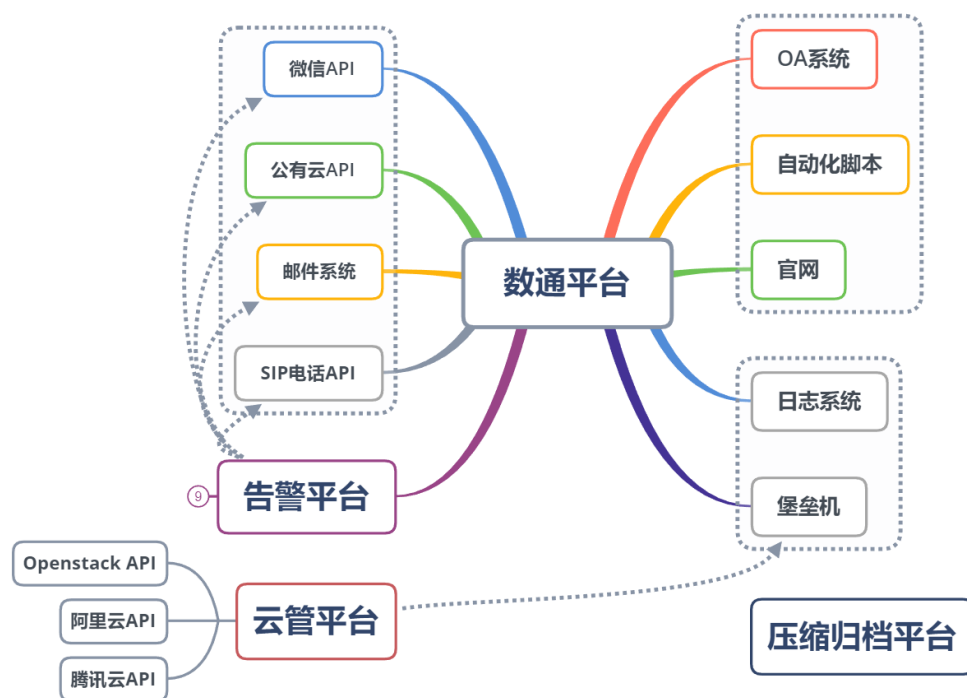 微信API
公有云API
邮件系统
SIP电话API
告警平台
9
数通平台
OA系统
自动化脚本
官网
日志系统
堡垒机
Openstack API
阿里云API
腾讯云API
云管平台
压缩归档平台